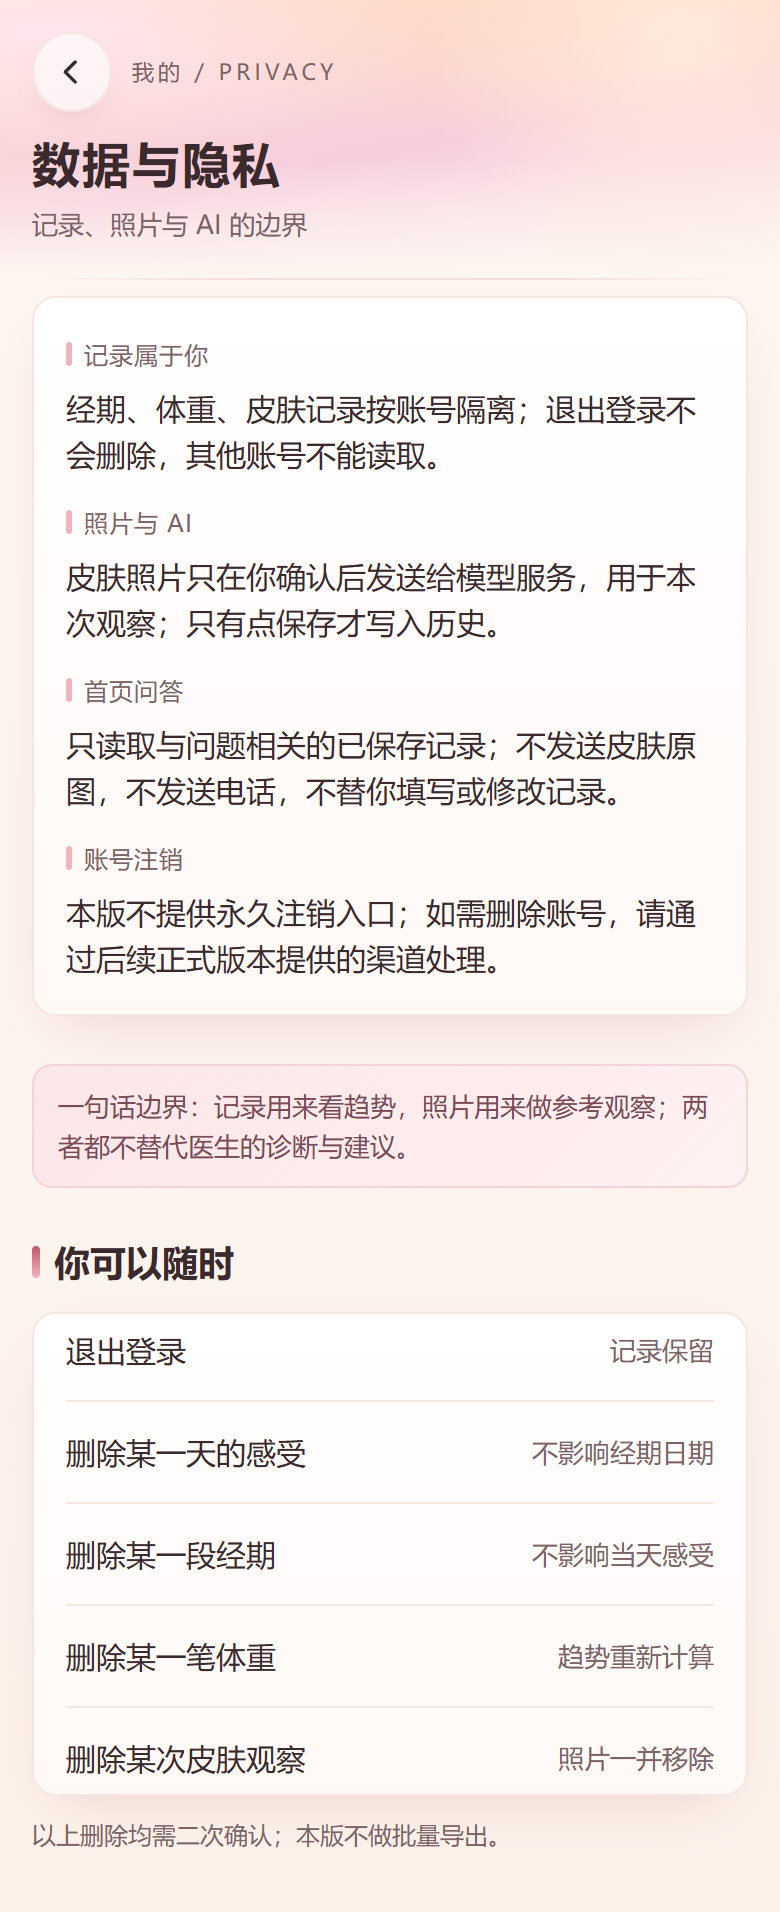 我的 / PRIVACY
数据与隐私
记录、照片与 AI 的边界
记录属于你
经期、体重、皮肤记录按账号隔离；退出登录不
会删除，其他账号不能读取。
照片与 AI
皮肤照片只在你确认后发送给模型服务，用于本
次观察；只有点保存才写入历史。
首页问答
只读取与问题相关的已保存记录；不发送皮肤原
图，不发送电话，不替你填写或修改记录。
账号注销
本版不提供永久注销入口；如需删除账号，请通
过后续正式版本提供的渠道处理。
一句话边界：记录用来看趋势，照片用来做参考观察；两
者都不替代医生的诊断与建议。
你可以随时
退出登录 记录保留
删除某一天的感受 不影响经期日期
删除某一段经期 不影响当天感受
删除某一笔体重 趋势重新计算
删除某次皮肤观察 照片一并移除
以上删除均需二次确认；本版不做批量导出。